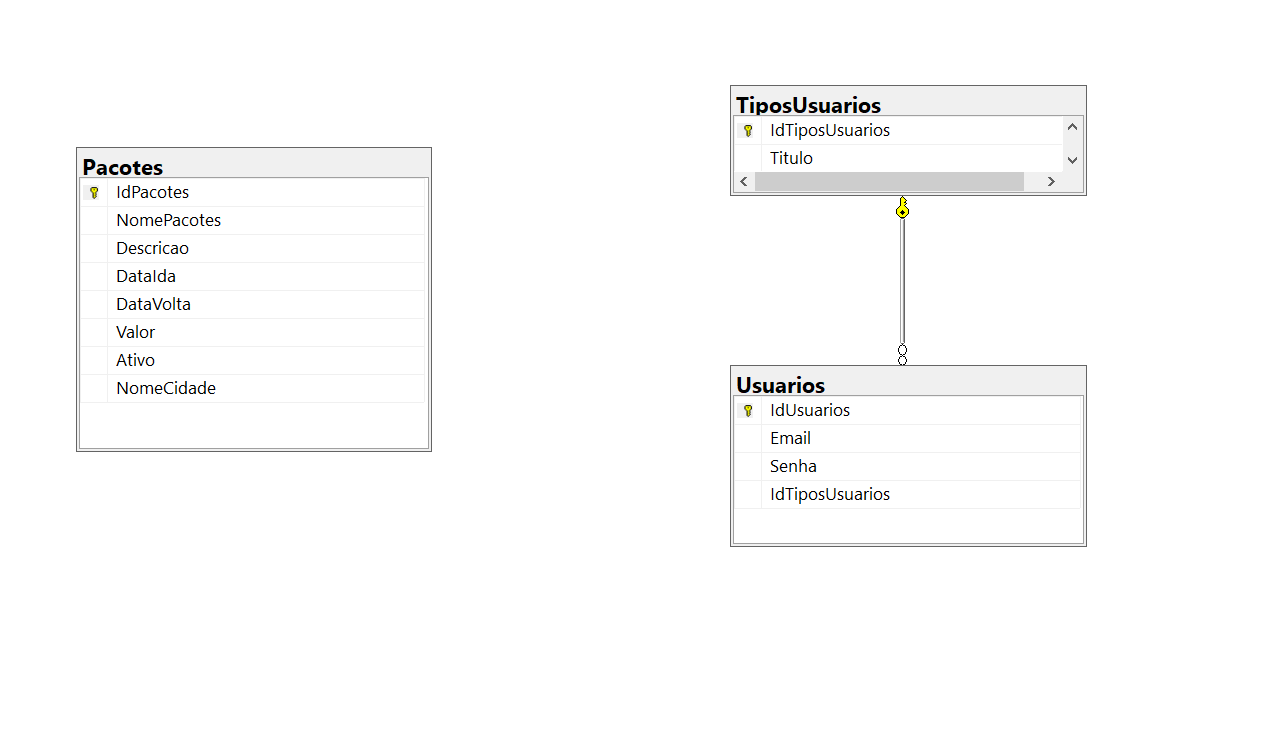 Pacotes
IdPacotes
NomePacotes
Descricao
DataIda
DataVolta
Valor
Ativo
NomeCidade
TiposUsuarios
IdTiposUsuarios
Titulo
Usuarios
IdUsuarios
Email
Senha
IdTiposUsuarios